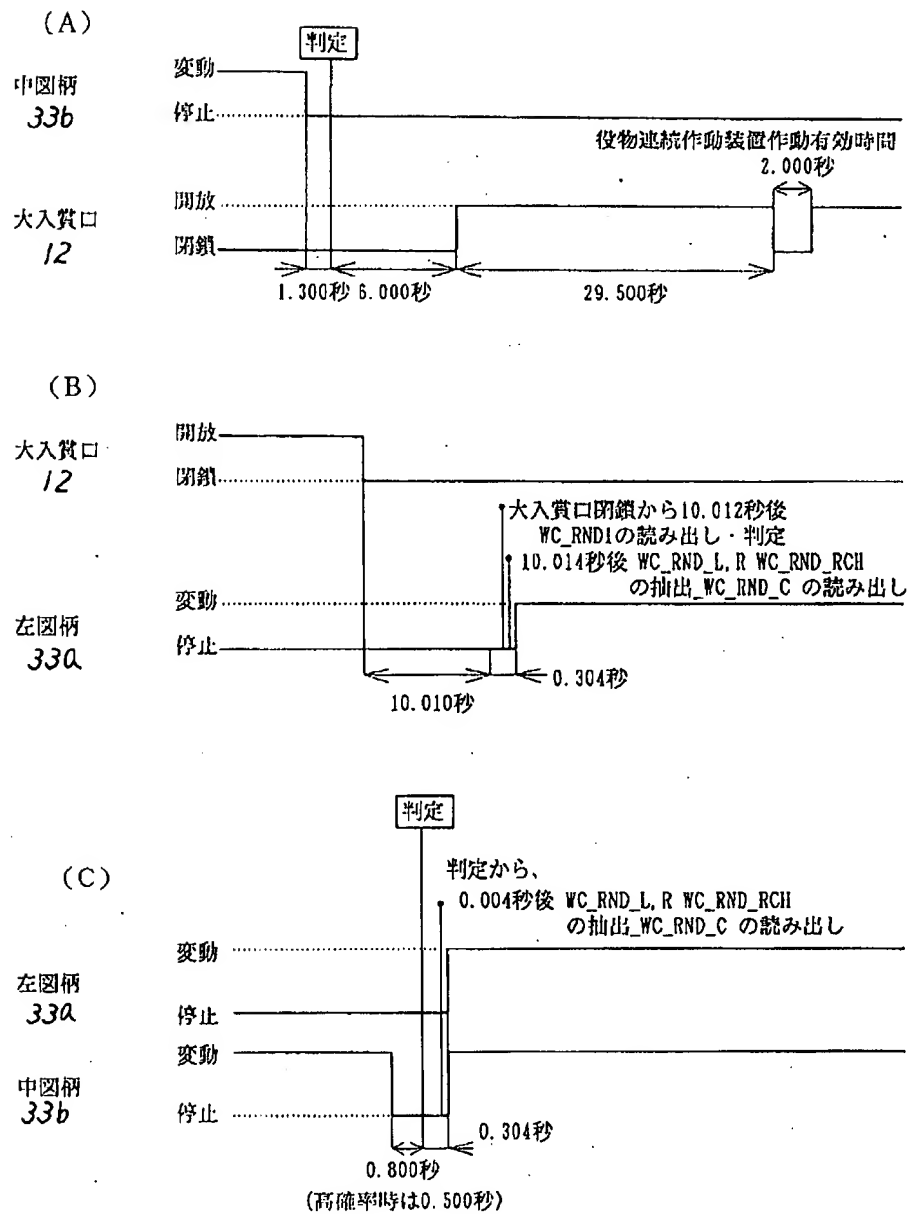 (A)
判定
中図柄
33b
変動
停止
役物連続作動装置作動有効時間
2.000秒
大入賞口
12
開放
閉鎖
1.300秒 6.000秒
29.500秒
(B)
大入賞口
12
開放
閉鎖
大入賞口閉鎖から10.012秒後
WC_RND1の読み出し・判定
10.014秒後 WC_RND_L,R WC_RND_RCH
の抽出_WC_RND_C の読み出し
左図柄
33a
変動
停止
0.304秒
10.010秒
判定
(C)
判定から、
0.004秒後 WC_RND_L,R WC_RND_RCH
の抽出_WC_RND_C の読み出し
左図柄
33a
変動
停止
中図柄
33b
変動
停止
0.304秒
0.800秒
(高確率時は0.500秒)